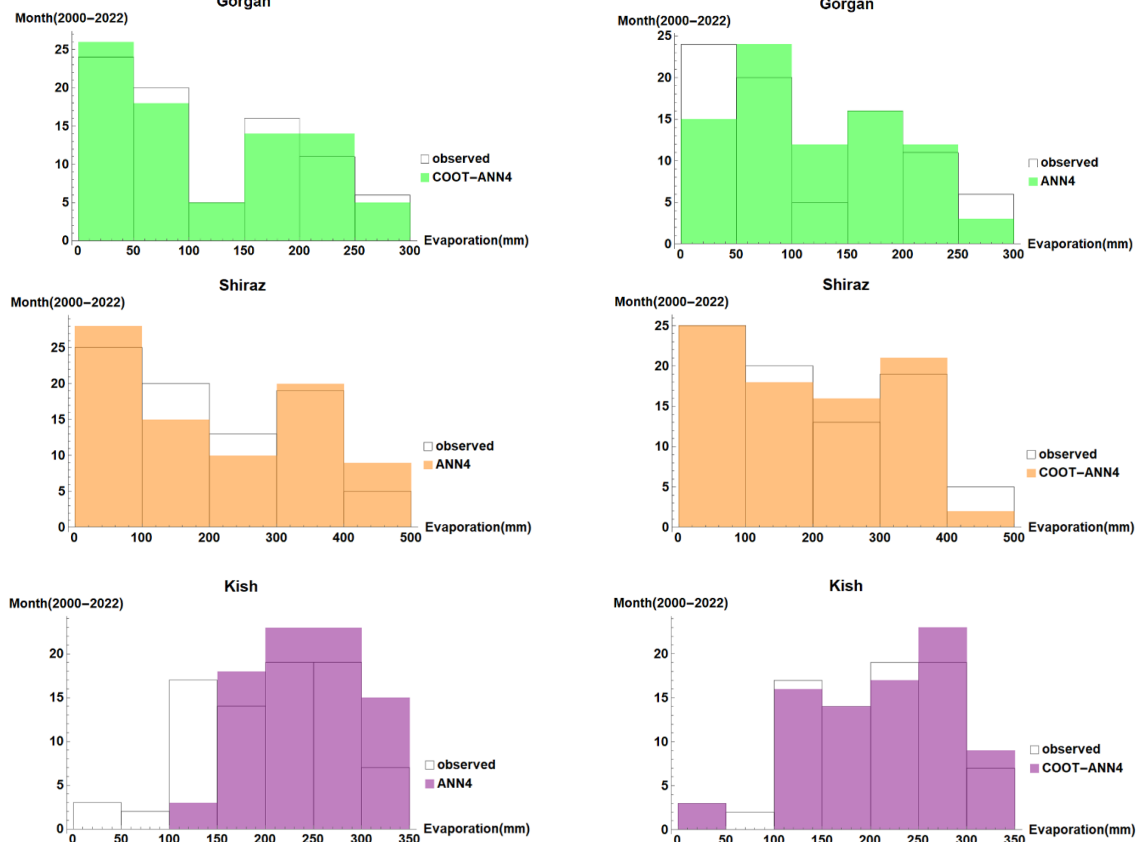 Gorgan
Month(2000–2022)
25
20
15
10
5
0
0 50 100 150 200 250 300
Evaporation(mm)
observed
COOT–ANN4
Gorgan
Month(2000–2022)
25
20
15
10
5
0
0 50 100 150 200 250 300
Evaporation(mm)
observed
ANN4
Shiraz
Month(2000–2022)
25
20
15
10
5
0
0 100 200 300 400 500
Evaporation(mm)
observed
ANN4
Shiraz
Month(2000–2022)
25
20
15
10
5
0
0 100 200 300 400 500
Evaporation(mm)
observed
COOT–ANN4
Kish
Month(2000–2022)
20
15
10
5
0
0 50 100 150 200 250 300 350
Evaporation(mm)
observed
ANN4
Kish
Month(2000–2022)
20
15
10
5
0
0 50 100 150 200 250 300 350
Evaporation(mm)
observed
COOT–ANN4